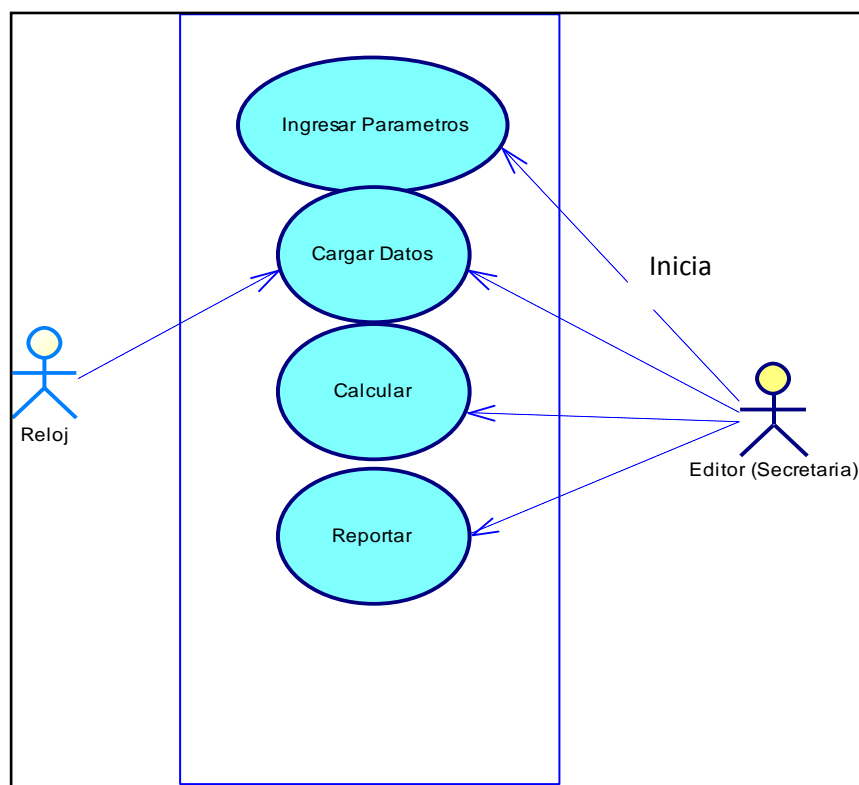 Ingresar Parametros
Cargar Datos
Inicia
Calcular
Reloj
Editor (Secretaria)
Reportar